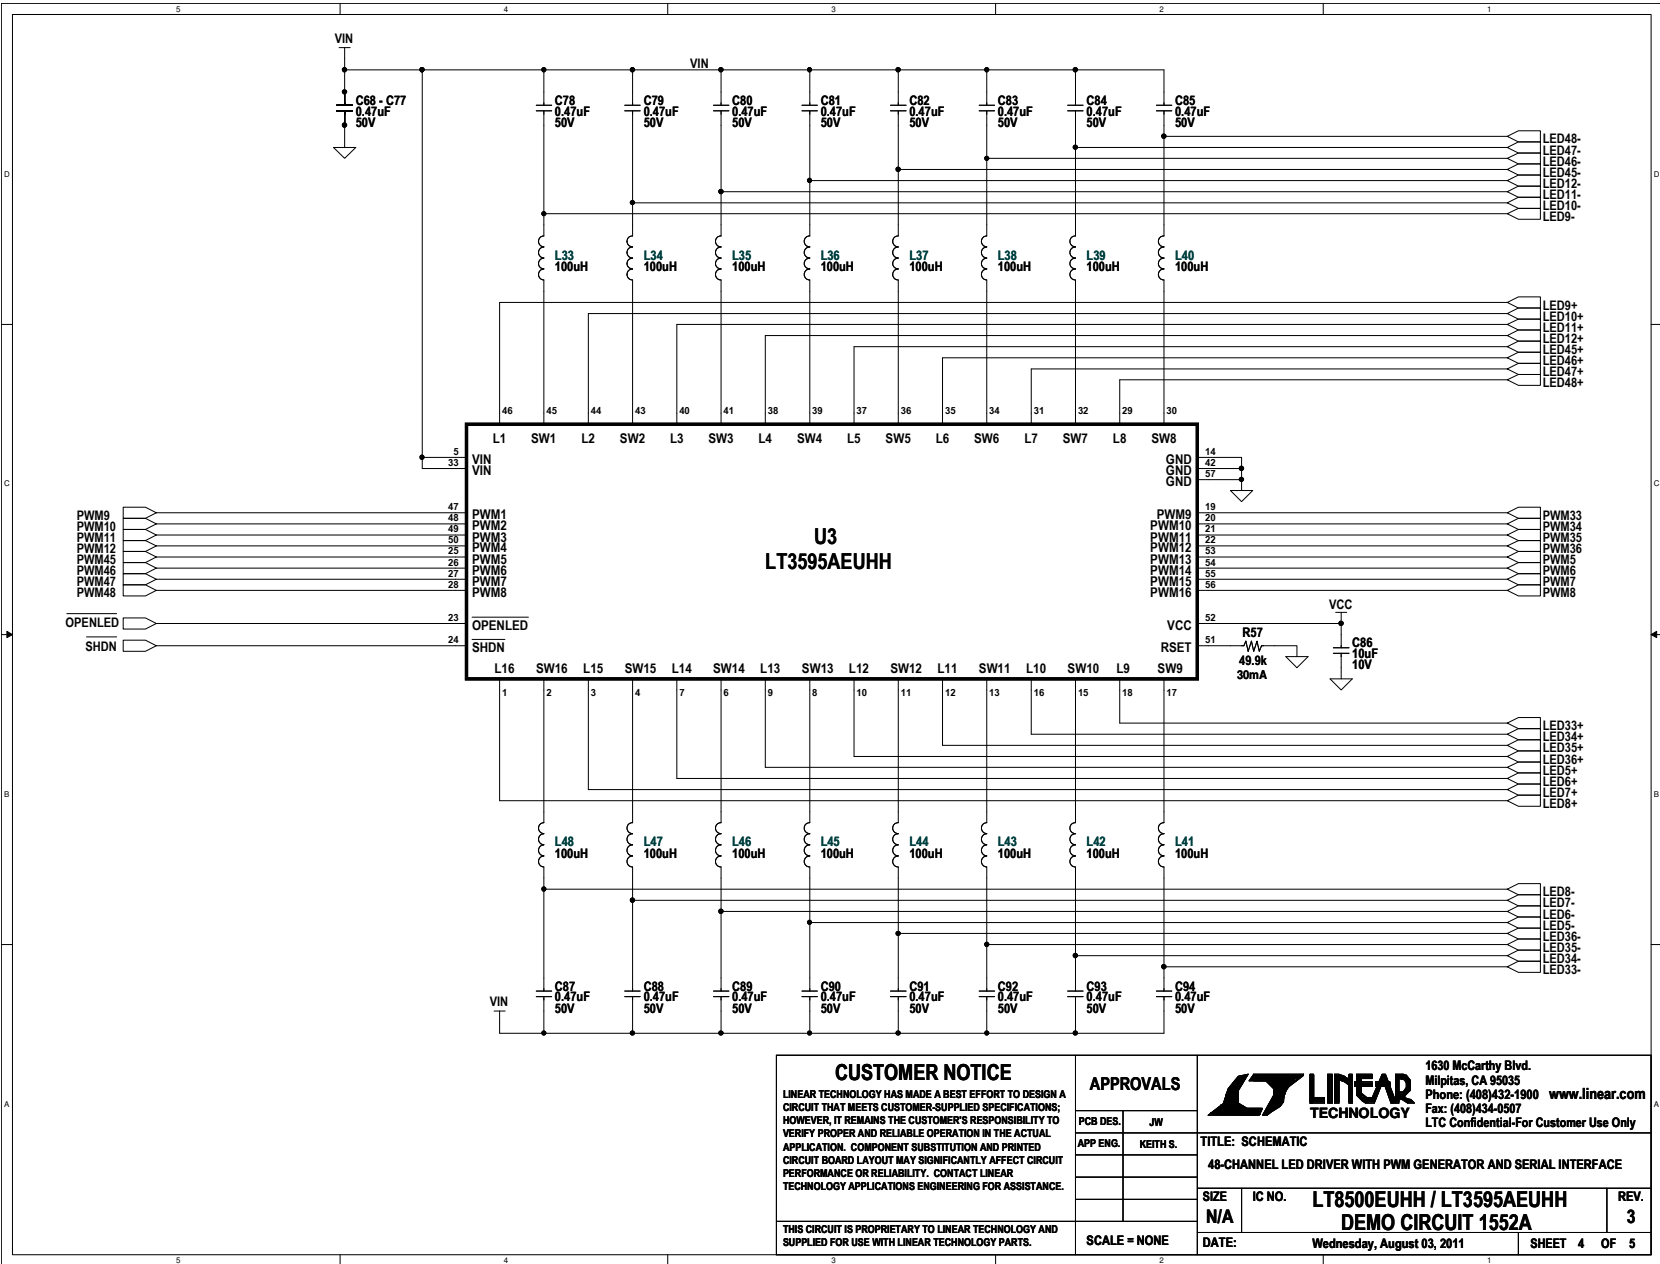 5 4 3 2 1
VIN
VIN
C68 - C77
0.47uF
50V
C78
0.47uF
50V
C79
0.47uF
50V
C80
0.47uF
50V
C81
0.47uF
50V
C82
0.47uF
50V
C83
0.47uF
50V
C84
0.47uF
50V
C85
0.47uF
50V
LED48-
LED47-
LED46-
LED45-
LED12-
LED11-
LED10-
LED9-
D D
L33
100uH
L34
100uH
L35
100uH
L36
100uH
L37
100uH
L38
100uH
L39
100uH
L40
100uH
LED9+
LED10+
LED11+
LED12+
LED45+
LED46+
LED47+
LED48+
46 45 44 43 40 41 38 39 37 36 35 34 31 32 29 30
L1 SW1 L2 SW2 L3 SW3 L4 SW4 L5 SW5 L6 SW6 L7 SW7 L8 SW8
5 VIN
33 VIN
GND 14
GND 42
GND 57
C C
PWM9 47 PWM1
PWM10 48 PWM2
PWM11 49 PWM3
PWM12 50 PWM4
PWM45 25 PWM5
PWM46 26 PWM6
PWM47 27 PWM7
PWM48 28 PWM8
U3
LT3595AEUHH
PWM9 19 PWM33
PWM10 20 PWM34
PWM11 21 PWM35
PWM12 22 PWM36
PWM13 53 PWM5
PWM14 54 PWM6
PWM15 55 PWM7
PWM16 56 PWM8
OPENLED 23 OPENLED
SHDN 24 SHDN
VCC 52
VCC
RSET 51
R57
49.9k
30mA
C86
10uF
10V
L16 SW16 L15 SW15 L14 SW14 L13 SW13 L12 SW12 L11 SW11 L10 SW10 L9 SW9
1 2 3 4 7 6 9 8 10 11 12 13 16 15 18 17
LED33+
LED34+
LED35+
LED36+
LED5+
LED6+
LED7+
LED8+
B B
L48
100uH
L47
100uH
L46
100uH
L45
100uH
L44
100uH
L43
100uH
L42
100uH
L41
100uH
LED8-
LED7-
LED6-
LED5-
LED36-
LED35-
LED34-
LED33-
VIN
C87
0.47uF
50V
C88
0.47uF
50V
C89
0.47uF
50V
C90
0.47uF
50V
C91
0.47uF
50V
C92
0.47uF
50V
C93
0.47uF
50V
C94
0.47uF
50V
A A
CUSTOMER NOTICE
LINEAR TECHNOLOGY HAS MADE A BEST EFFORT TO DESIGN A
CIRCUIT THAT MEETS CUSTOMER-SUPPLIED SPECIFICATIONS;
HOWEVER, IT REMAINS THE CUSTOMER'S RESPONSIBILITY TO
VERIFY PROPER AND RELIABLE OPERATION IN THE ACTUAL
APPLICATION. COMPONENT SUBSTITUTION AND PRINTED
CIRCUIT BOARD LAYOUT MAY SIGNIFICANTLY AFFECT CIRCUIT
PERFORMANCE OR RELIABILITY. CONTACT LINEAR
TECHNOLOGY APPLICATIONS ENGINEERING FOR ASSISTANCE.
THIS CIRCUIT IS PROPRIETARY TO LINEAR TECHNOLOGY AND
SUPPLIED FOR USE WITH LINEAR TECHNOLOGY PARTS.
APPROVALS
PCB DES. JW
APP ENG. KEITH S.
SCALE = NONE
LINEAR
TECHNOLOGY
1630 McCarthy Blvd.
Milpitas, CA 95035
Phone: (408)432-1900 www.linear.com
Fax: (408)434-0507
LTC Confidential-For Customer Use Only
TITLE: SCHEMATIC
48-CHANNEL LED DRIVER WITH PWM GENERATOR AND SERIAL INTERFACE
SIZE
N/A
IC NO.
LT8500EUHH / LT3595AEUHH
DEMO CIRCUIT 1552A
REV.
3
DATE: Wednesday, August 03, 2011
SHEET 4 OF 5
5 4 3 2 1